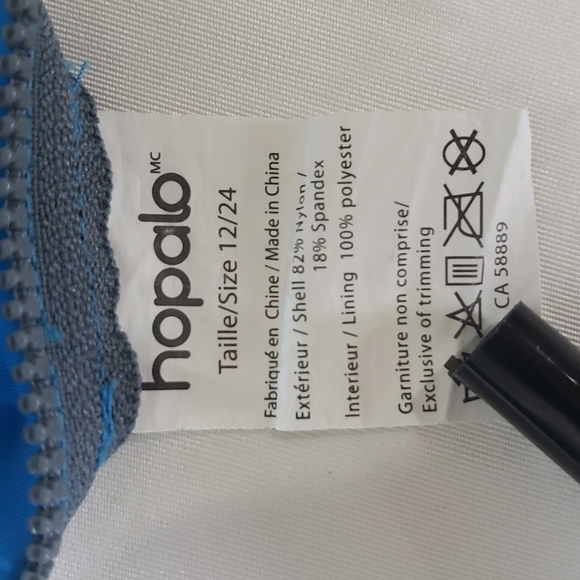 hopalo MC
Taille/Size 12/24
Fabriqué en Chine / Made in China
Extérieur / Shell 82% Nylon /
18% Spandex
Interieur / Lining 100% polyester
Garniture non comprise/
Exclusive of trimming
CA 58889